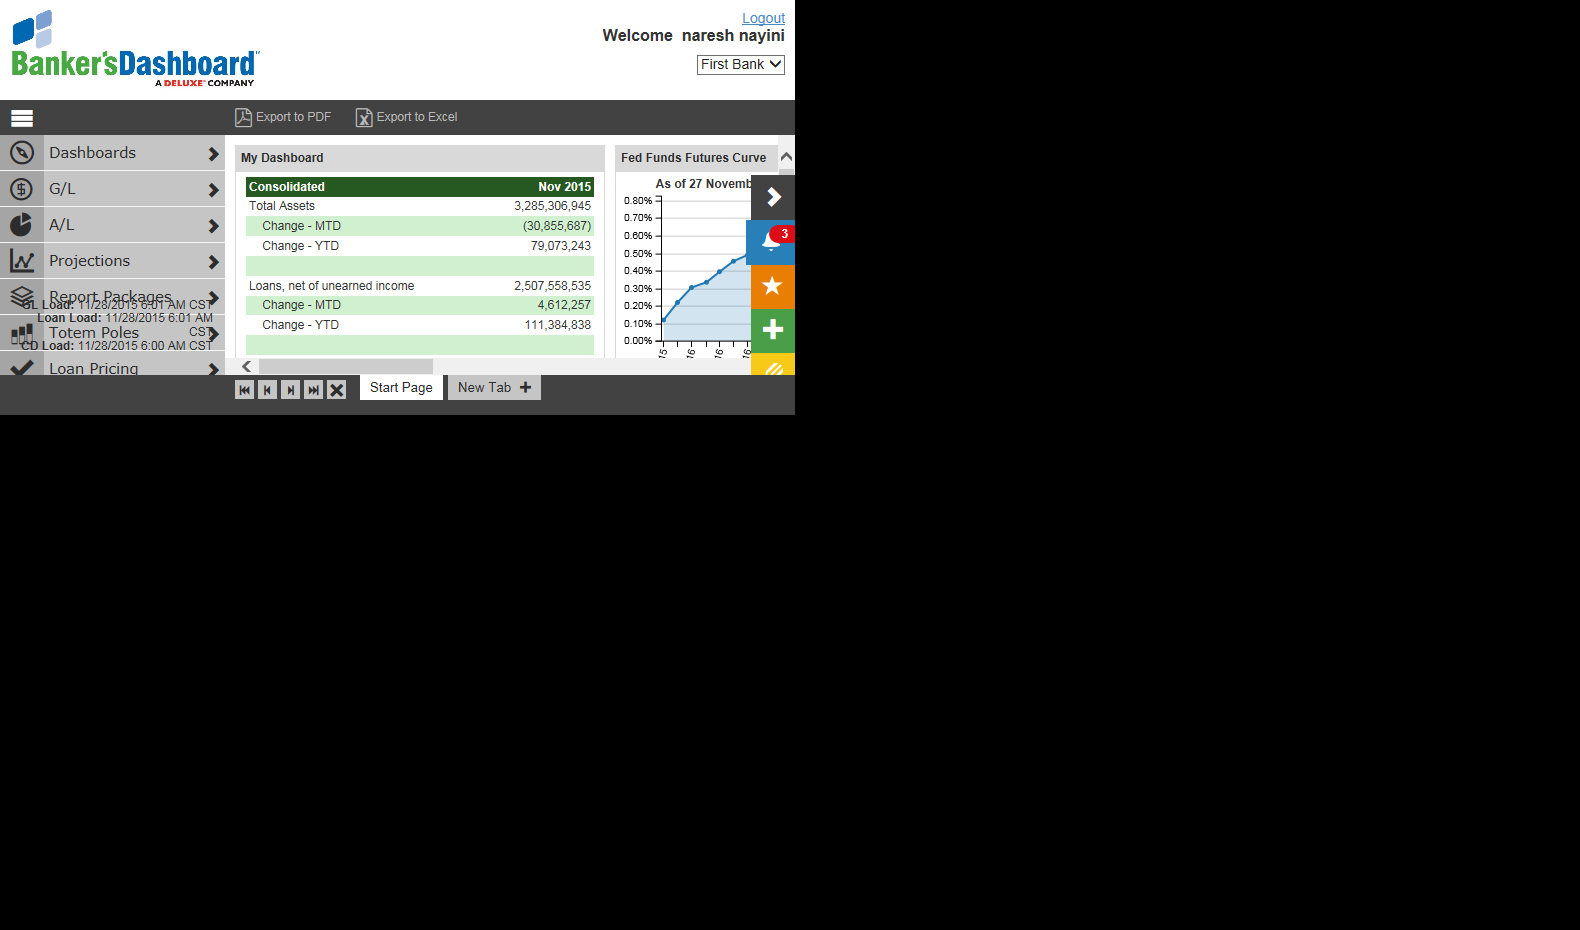 Logout
Banker'sDashboard
A DELUXE COMPANY
Welcome naresh nayini
First Bank
Export to PDF
Export to Excel
Dashboards
G/L
A/L
Projections
Report Packages
GL Load: 11/28/2015 6:01 AM CST
Loan Load: 11/28/2015 6:01 AM
CST
Totem Poles
CD Load: 11/28/2015 6:00 AM CST
Loan Pricing
My Dashboard
Consolidated Nov 2015
Total Assets 3,285,306,945
Change - MTD (30,855,687)
Change - YTD 79,073,243
Loans, net of unearned income 2,507,558,535
Change - MTD 4,612,257
Change - YTD 111,384,838
Fed Funds Futures Curve
As of 27 Novemb
3
0.80%
0.70%
0.60%
0.50%
0.40%
0.30%
0.20%
0.10%
0.00%
15
16
16
16
Start Page
New Tab